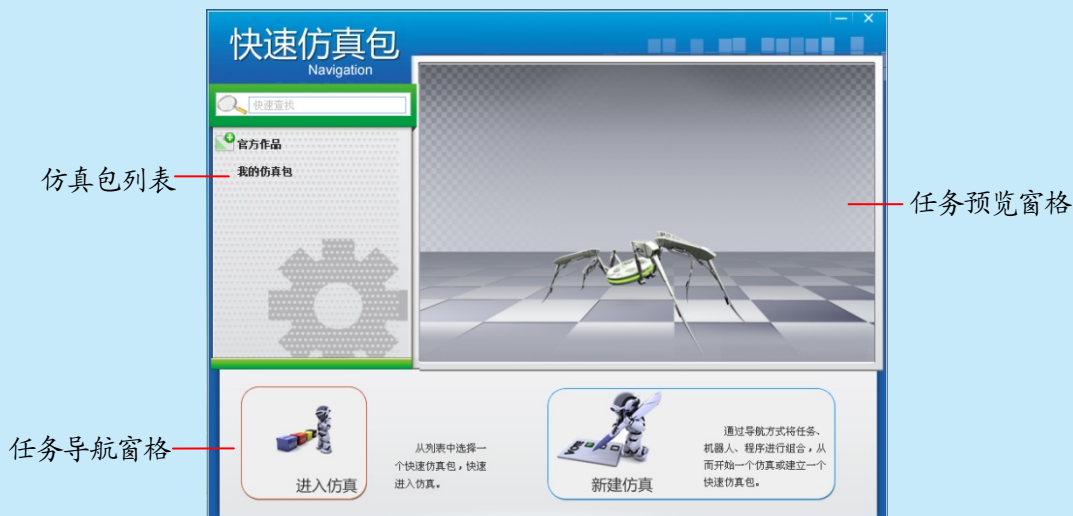 快速仿真包
Navigation
快速查找
官方作品
我的仿真包
仿真包列表
任务预览窗格
任务导航窗格
进入仿真
从列表中选择一
个快速仿真包，快速
进入仿真。
新建仿真
通过导航方式将任务、
机器人、程序进行组合，从
而开始一个仿真或建立一个
快速仿真包。